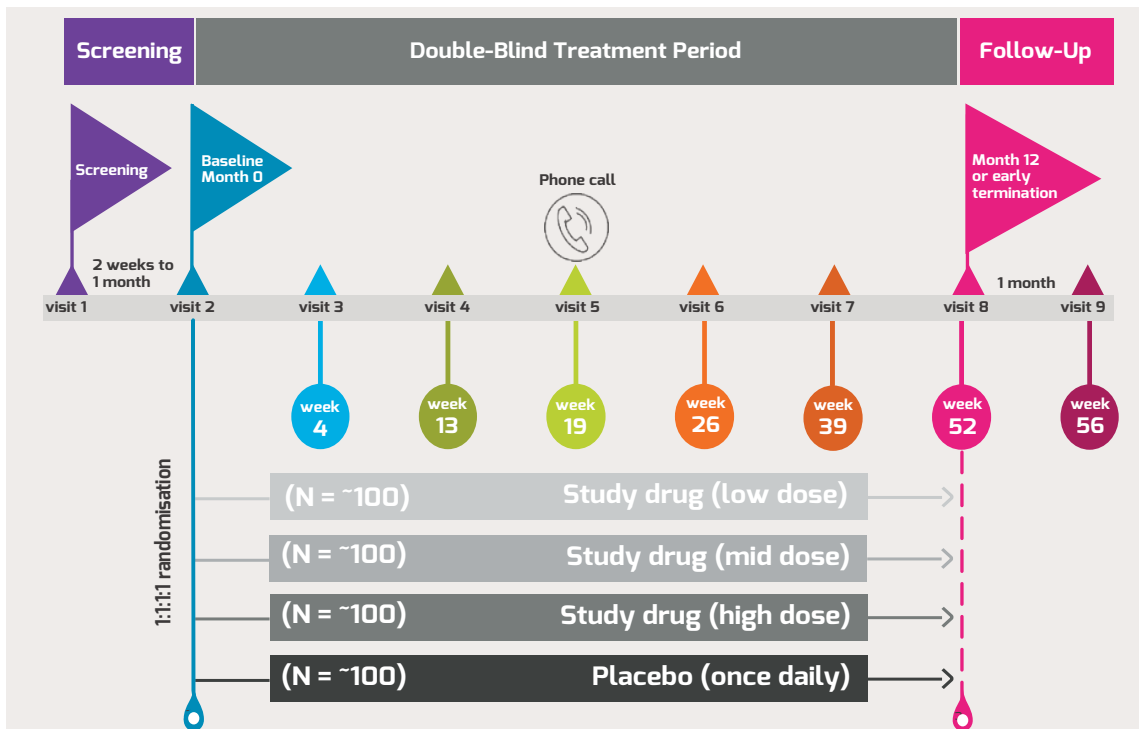 Screening
Double-Blind Treatment Period
Follow-Up
Screening
Baseline
Month 0
Phone call
Month 12
or early
termination
2 weeks to
1 month
1 month
visit 1
visit 2
visit 3
visit 4
visit 5
visit 6
visit 7
visit 8
visit 9
week
4
week
13
week
19
week
26
week
39
week
52
week
56
1:1:1:1 randomisation
(N = ~100) Study drug (low dose)
(N = ~100) Study drug (mid dose)
(N = ~100) Study drug (high dose)
(N = ~100) Placebo (once daily)